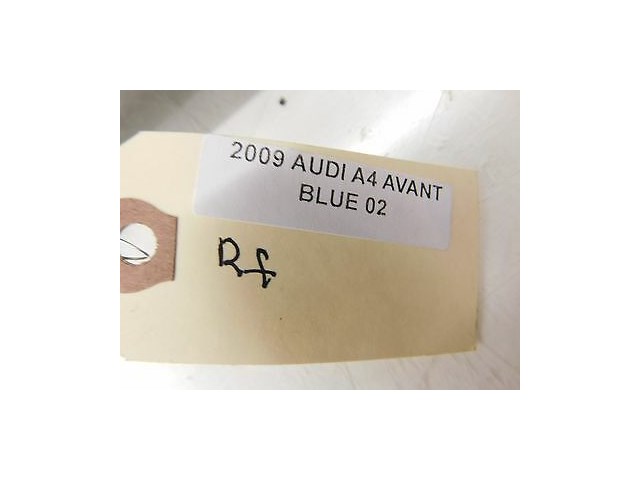 2009 AUDI A4 AVANT
BLUE 02
Rf